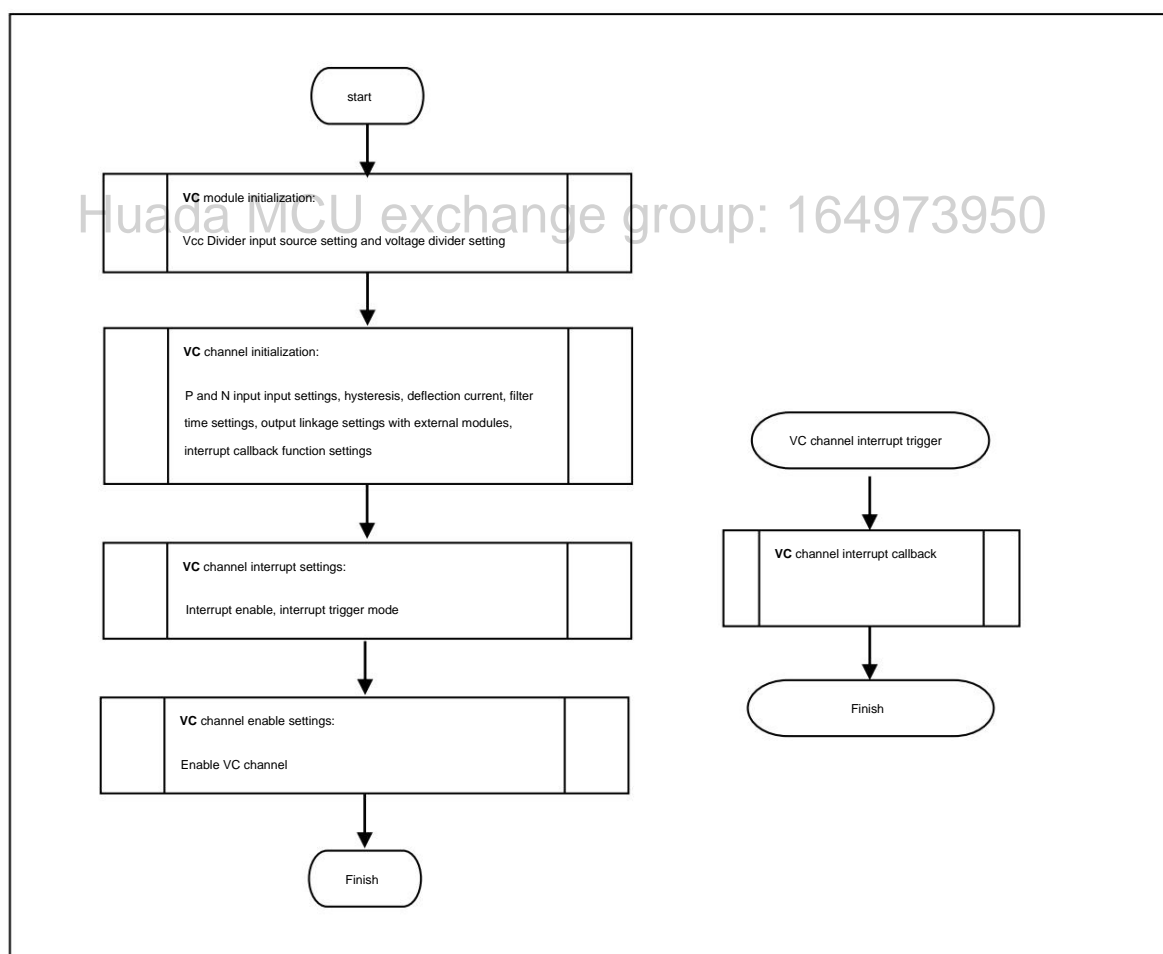 start
VC module initialization:
Huada MCU exchange group: 164973950
Vcc Divider input source setting and voltage divider setting
VC channel initialization:
P and N input input settings, hysteresis, deflection current, filter
time settings, output linkage settings with external modules,
interrupt callback function settings
VC channel interrupt settings:
Interrupt enable, interrupt trigger mode
VC channel enable settings:
Enable VC channel
Finish
VC channel interrupt trigger
VC channel interrupt callback
Finish